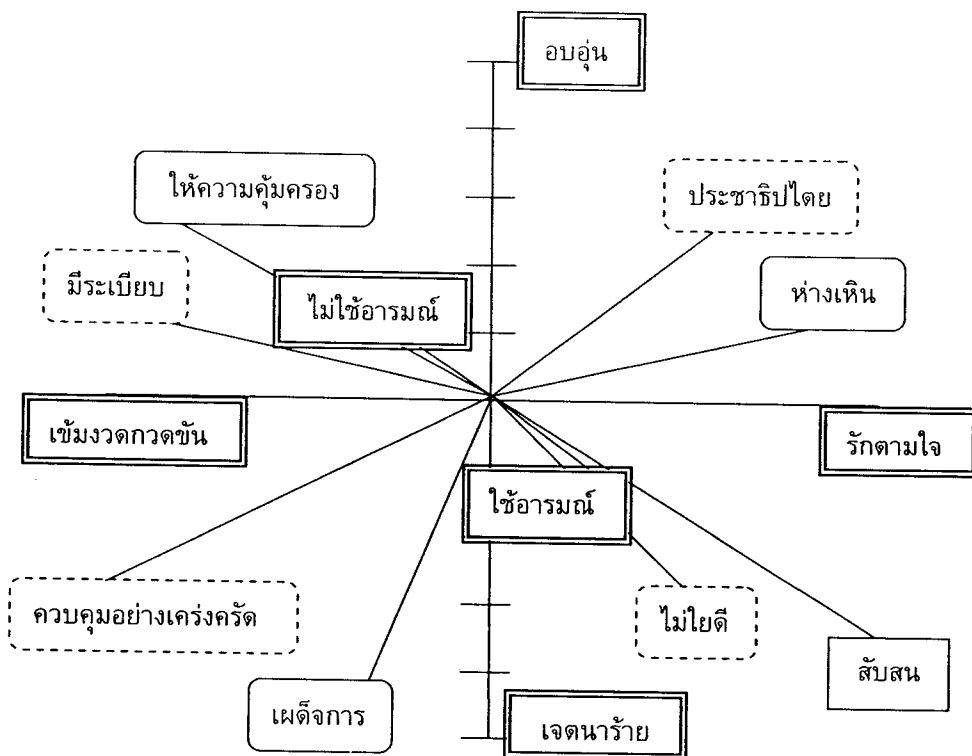 อบอุ่น
ให้ความคุ้มครอง
ประชาธิปไตย
มีระเบียบ
ไม่ใช้อารมณ์
ห่างเหิน
เข้มงวดกวดขัน
รักตามใจ
ใช้อารมณ์
ควบคุมอย่างเคร่งครัด
ไม่ใยดี
สับสน
เผด็จการ
เจตนาร้าย